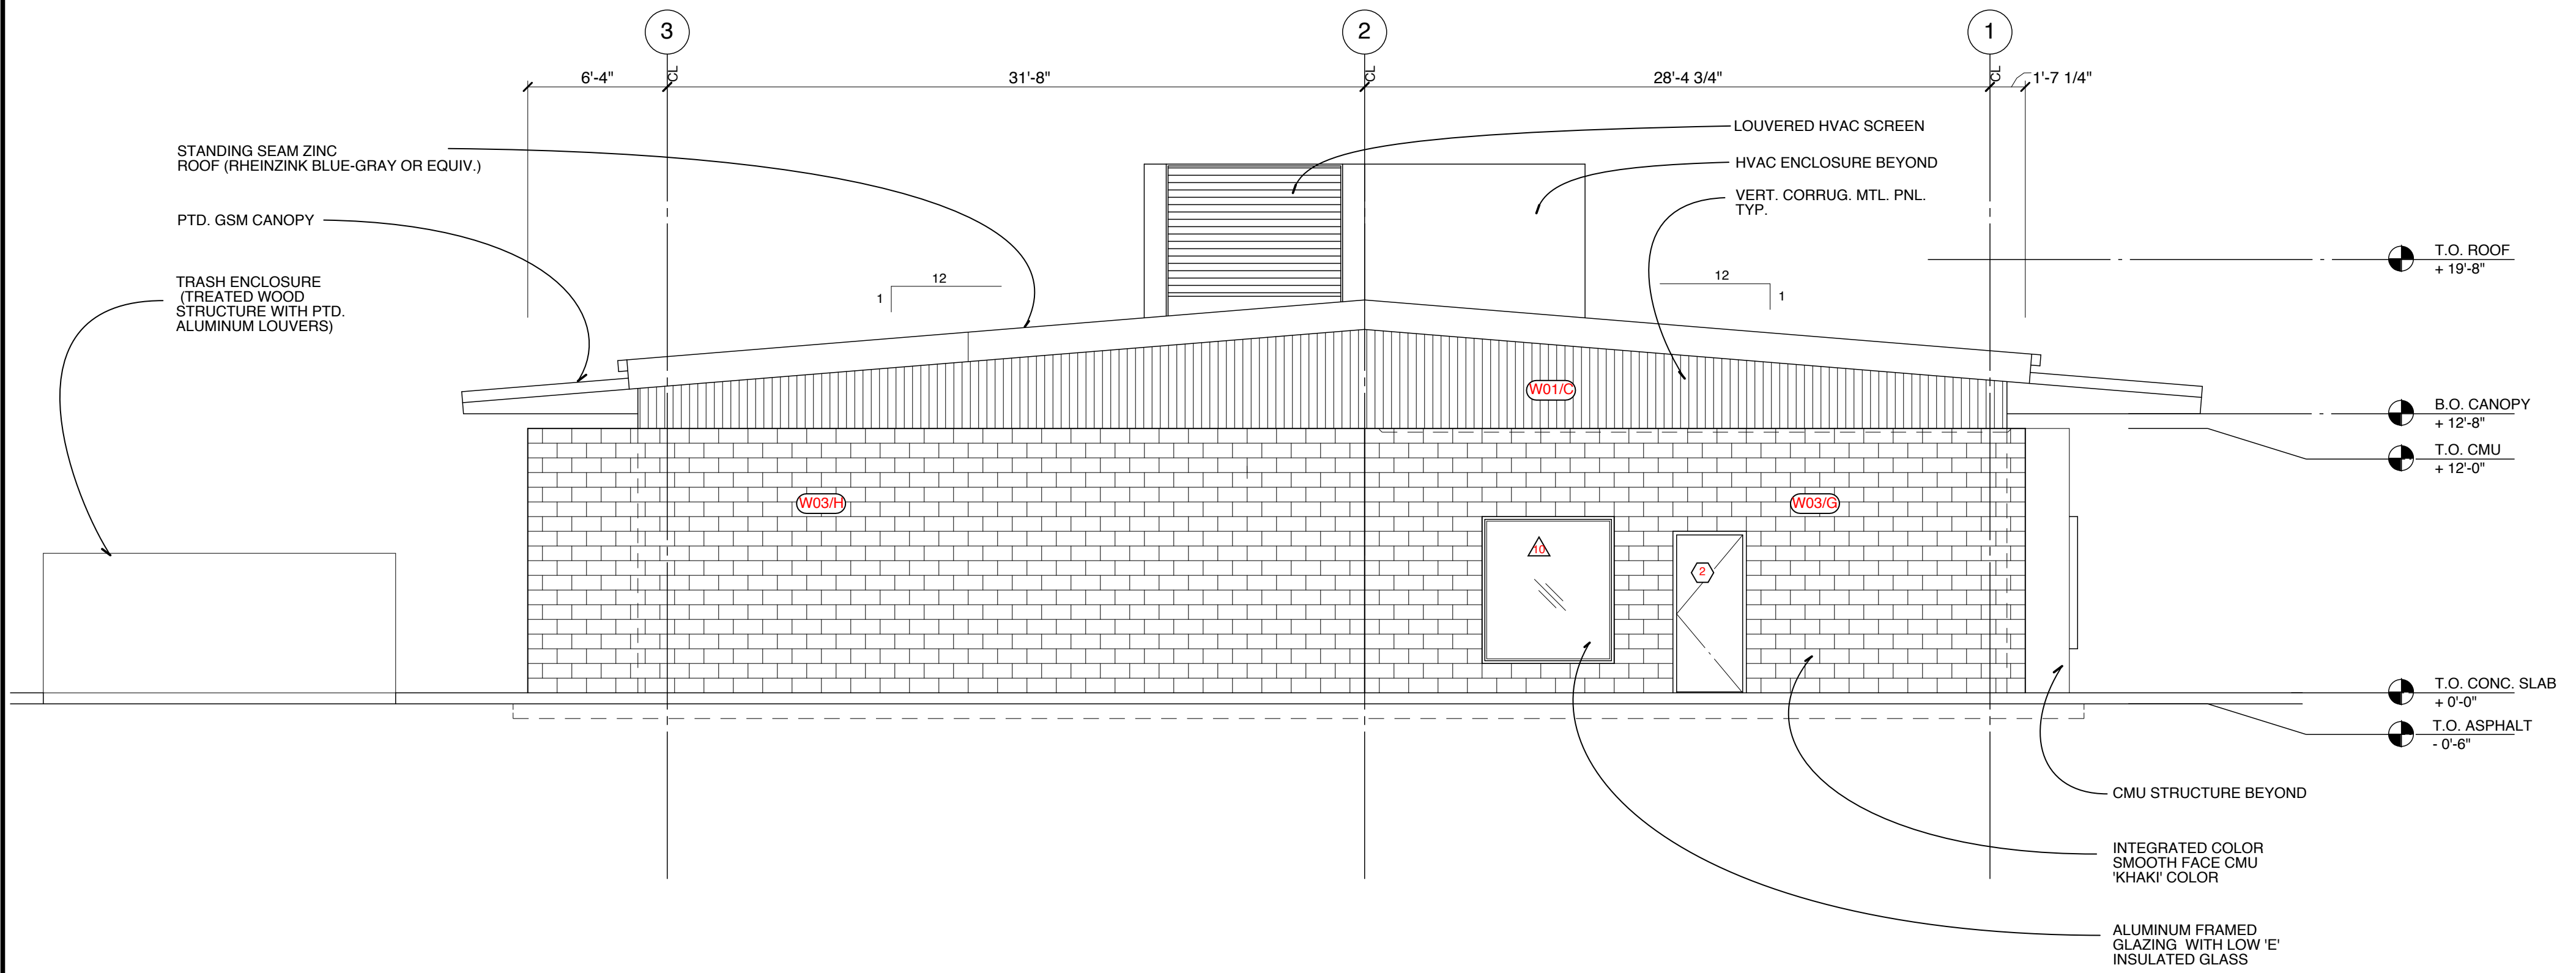 3
2
1
CL
CL
CL
6'-4"
31'-8"
28'-4 3/4"
1'-7 1/4"
STANDING SEAM ZINC
ROOF (RHEINZINK BLUE-GRAY OR EQUIV.)
PTD. GSM CANOPY
TRASH ENCLOSURE
(TREATED WOOD
STRUCTURE WITH PTD.
ALUMINUM LOUVERS)
LOUVERED HVAC SCREEN
HVAC ENCLOSURE BEYOND
VERT. CORRUG. MTL. PNL.
TYP.
12
1
12
1
T.O. ROOF
+ 19'-8"
B.O. CANOPY
+ 12'-8"
T.O. CMU
+ 12'-0"
W01/C
W03/H
W03/G
10
2
T.O. CONC. SLAB
+ 0'-0"
T.O. ASPHALT
- 0'-6"
CMU STRUCTURE BEYOND
INTEGRATED COLOR
SMOOTH FACE CMU
'KHAKI' COLOR
ALUMINUM FRAMED
GLAZING WITH LOW 'E'
INSULATED GLASS